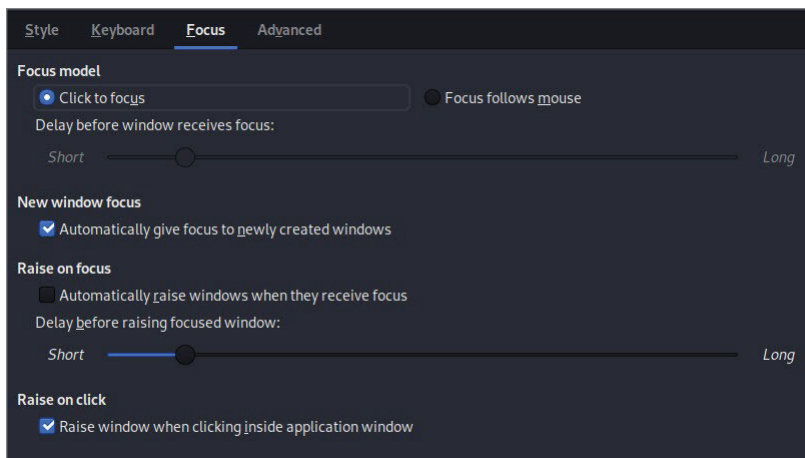 Style Keyboard Focus Advanced
Focus model
Click to focus Focus follows mouse
Delay before window receives focus:
Short Long
New window focus
Automatically give focus to newly created windows
Raise on focus
Automatically raise windows when they receive focus
Delay before raising focused window:
Short Long
Raise on click
Raise window when clicking inside application window